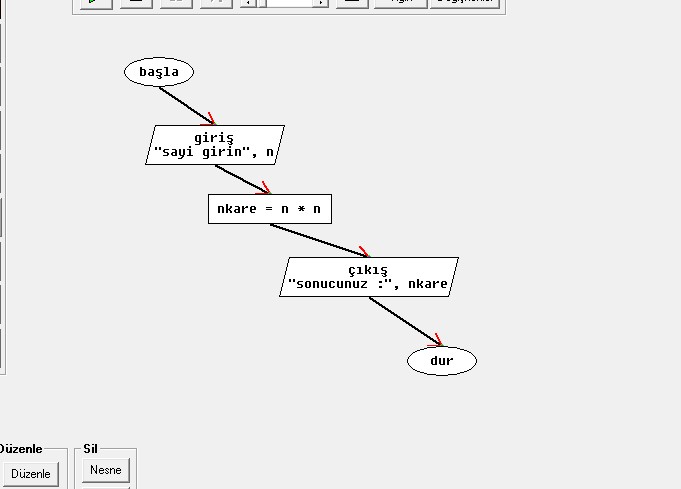 başla
giriş
"sayi girin", n
nkare = n * n
çıkış
"sonucunuz :", nkare
dur
Düzenle
Sil
Düzenle
Nesne